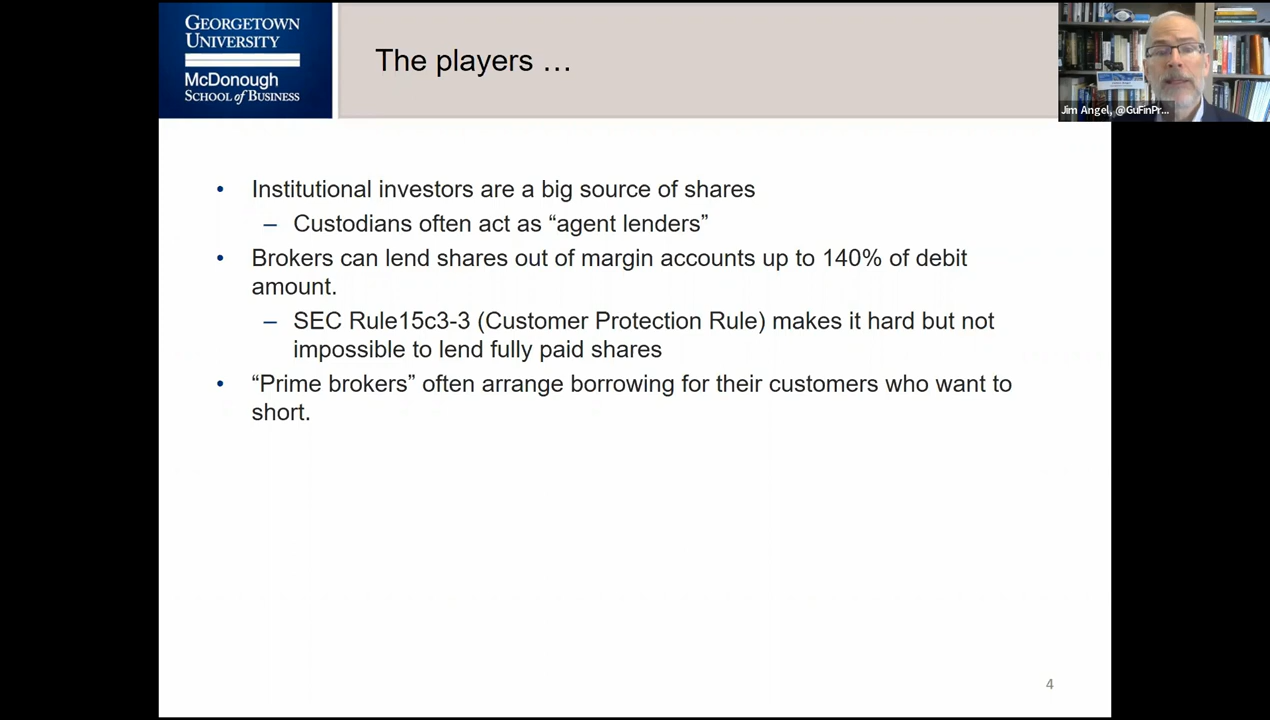 GEORGETOWN
UNIVERSITY
McDonough
SCHOOL of BUSINESS
The players …
Jim Angel, @GuFinPr...
• Institutional investors are a big source of shares
– Custodians often act as “agent lenders”
• Brokers can lend shares out of margin accounts up to 140% of debit
amount.
– SEC Rule15c3-3 (Customer Protection Rule) makes it hard but not
impossible to lend fully paid shares
• “Prime brokers” often arrange borrowing for their customers who want to
short.
4